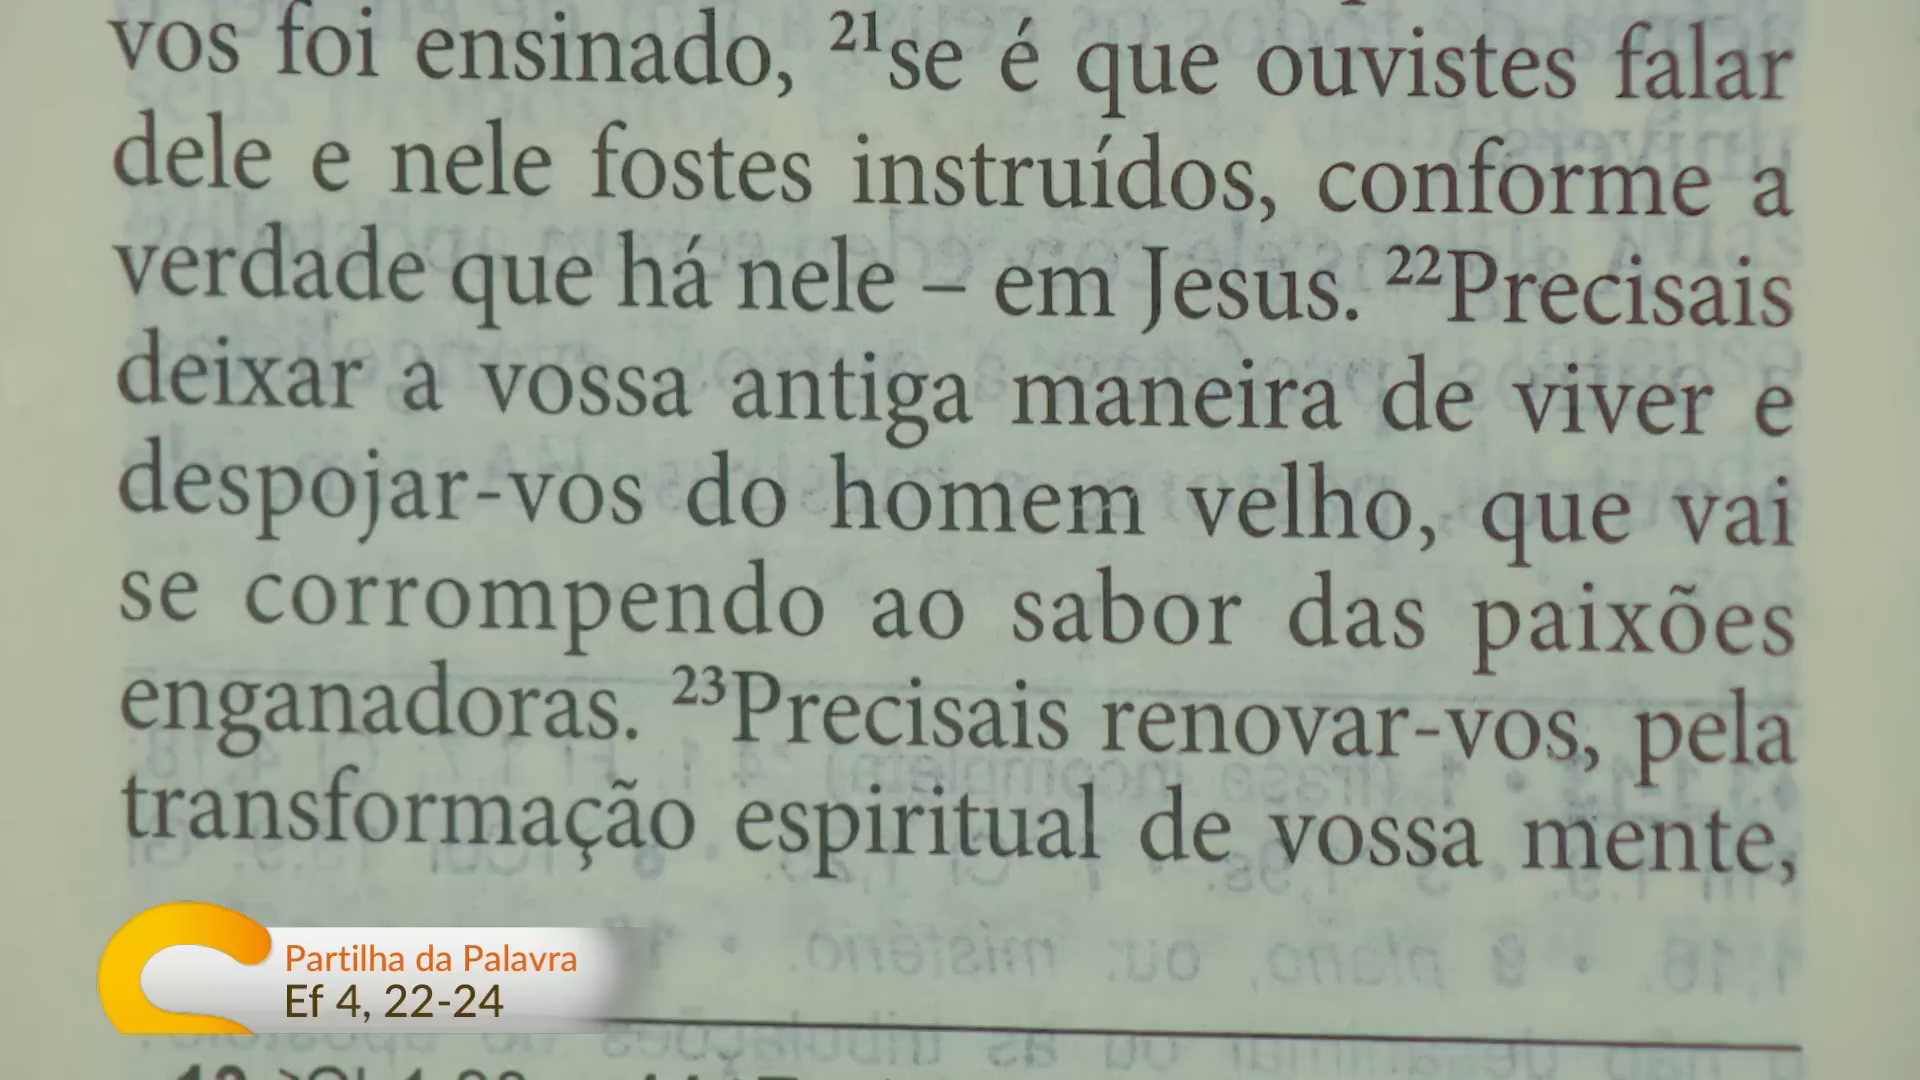 vos foi ensinado, ²¹se é que ouvistes falar
dele e nele fostes instruídos, conforme a
verdade que há nele – em Jesus. ²²Precisais
deixar a vossa antiga maneira de viver e
despojar-vos do homem velho, que vai
se corrompendo ao sabor das paixões
enganadoras. ²³Precisais renovar-vos, pela
transformação espiritual de vossa mente,
Partilha da Palavra
Ef 4, 22-24